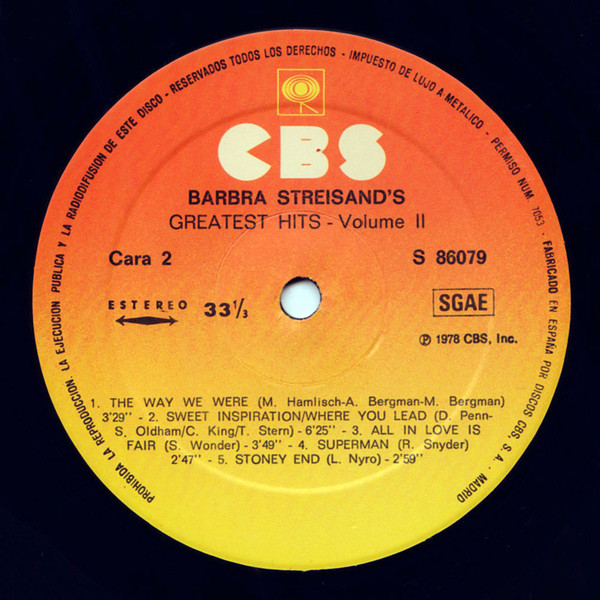 PROHIBIDA LA REPRODUCCION, LA EJECUCION PUBLICA Y LA RADIODIFUSION DE ESTE DISCO - RESERVADOS TODOS LOS DERECHOS - IMPUESTO DE LUJO A METALICO - PERMISO NUM. 7053 - FABRICADO EN ESPAÑA POR DISCOS CBS, S. A. - MADRID
CBS
BARBRA STREISAND'S
GREATEST HITS - Volume II
Cara 2
S 86079
ESTEREO 33 1/3
SGAE
℗ 1978 CBS, Inc.
1. THE WAY WE WERE (M. Hamlisch-A. Bergman-M. Bergman)
3'29'' - 2. SWEET INSPIRATION/WHERE YOU LEAD (D. Penn-
S, Oldham/C. King/T. Stern) - 6'25'' - 3. ALL IN LOVE IS
FAIR (S. Wonder) - 3'49'' - 4. SUPERMAN (R. Snyder)
2'47'' - 5. STONEY END (L. Nyro) - 2'59''